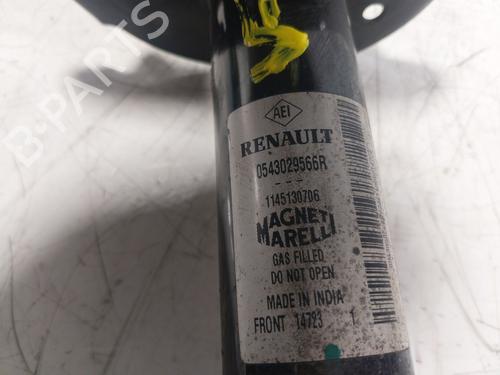 B-PARTS
AEI
RENAULT
0543029566R
---
1145130706
MAGNETI
MARELLI
GAS FILLED
DO NOT OPEN
MADE IN INDIA
FRONT 14723 1